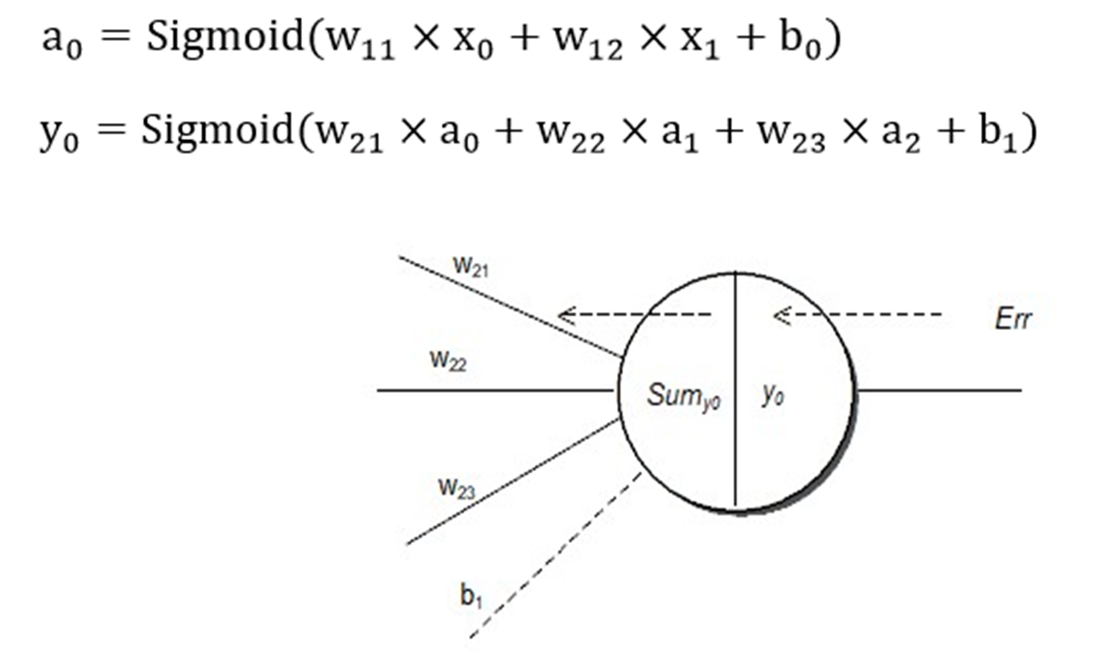 a₀ = Sigmoid(w₁₁ × x₀ + w₁₂ × x₁ + b₀)
y₀ = Sigmoid(w₂₁ × a₀ + w₂₂ × a₁ + w₂₃ × a₂ + b₁)
w₂₁
Err
w₂₂
Sumy₀ y₀
w₂₃
b₁